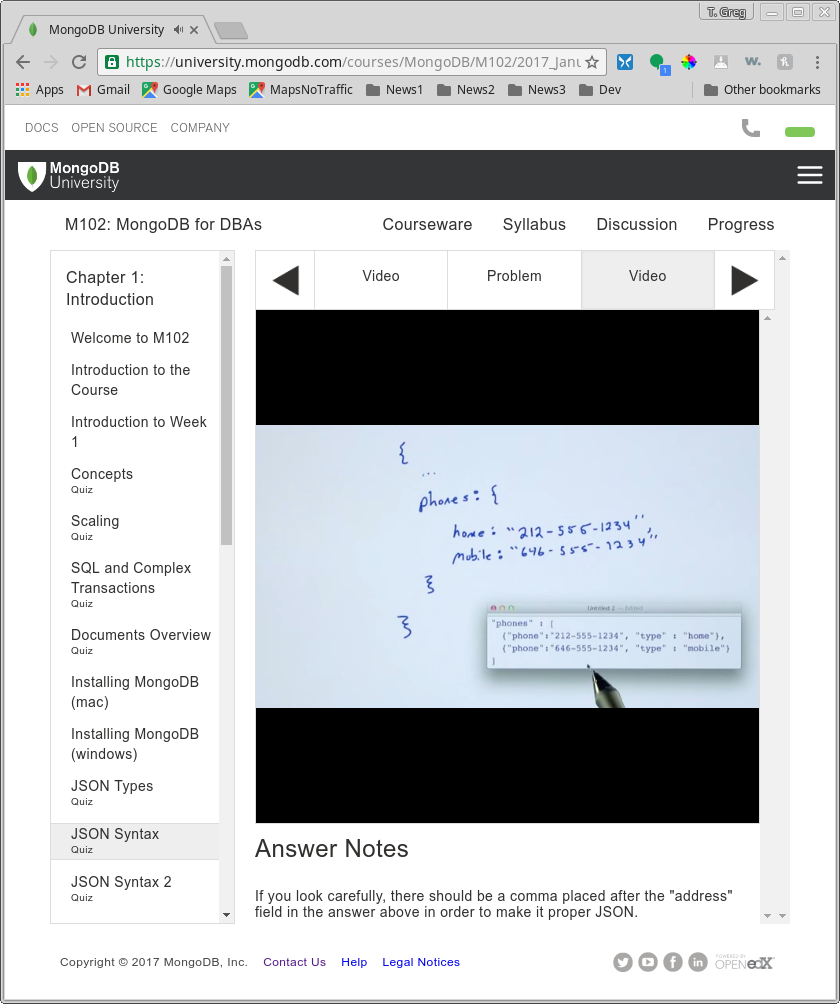 T. Greg
MongoDB University
https://university.mongodb.com/courses/MongoDB/M102/2017_Janu
Apps Gmail Google Maps MapsNoTraffic News1 News2 News3 Dev Other bookmarks
1
w.
DOCS OPEN SOURCE COMPANY
MongoDB
University
M102: MongoDB for DBAs
Courseware Syllabus Discussion Progress
Chapter 1:
Introduction
Welcome to M102
Introduction to the
Course
Introduction to Week
1
Concepts
Quiz
Scaling
Quiz
SQL and Complex
Transactions
Quiz
Documents Overview
Quiz
Installing MongoDB
(mac)
Installing MongoDB
(windows)
JSON Types
Quiz
JSON Syntax
Quiz
JSON Syntax 2
Quiz
Video Problem Video
{
...
phones: {
home: "212-555-1234",
mobile: "646-555-1234"
}
}
Untitled 2 — Edited
"phones" : [
{"phone":"212-555-1234", "type" : "home"},
{"phone":"646-555-1234", "type" : "mobile"}
]
Answer Notes
If you look carefully, there should be a comma placed after the "address"
field in the answer above in order to make it proper JSON.
Copyright © 2017 MongoDB, Inc. Contact Us Help Legal Notices
POWERED BY
OPEN edX